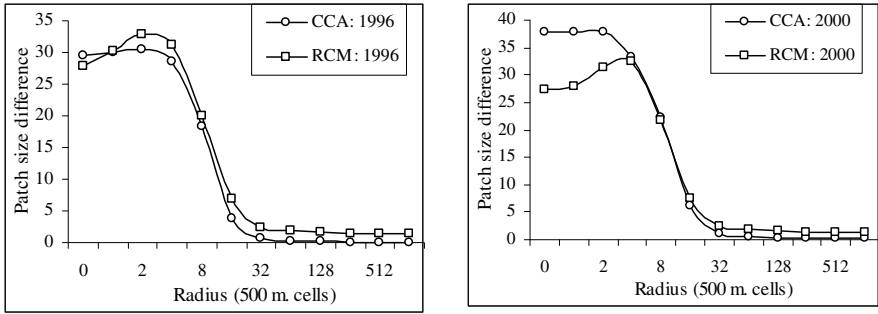 35
30
25
20
15
10
5
0
Patch size difference
CCA: 1996
RCM: 1996
0 2 8 32 128 512
Radius (500 m. cells)
40
35
30
25
20
15
10
5
0
Patch size difference
CCA: 2000
RCM: 2000
0 2 8 32 128 512
Radius (500 m. cells)